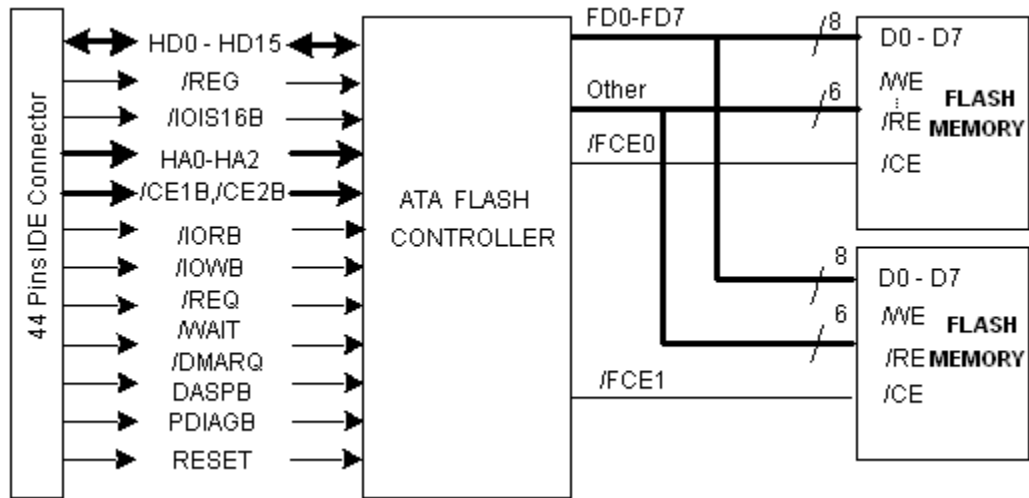 44 Pins IDE Connector
HD0 - HD15
/REG
/IOIS16B
HA0-HA2
/CE1B,/CE2B
/IORB
/IOWB
/REQ
/WAIT
/DMARQ
DASPB
PDIAGB
RESET
ATA FLASH
CONTROLLER
FD0-FD7
Other
/FCE0
/FCE1
8
6
D0 - D7
/WE
/RE
/CE
FLASH
MEMORY
8
6
D0 - D7
/WE
/RE
/CE
FLASH
MEMORY